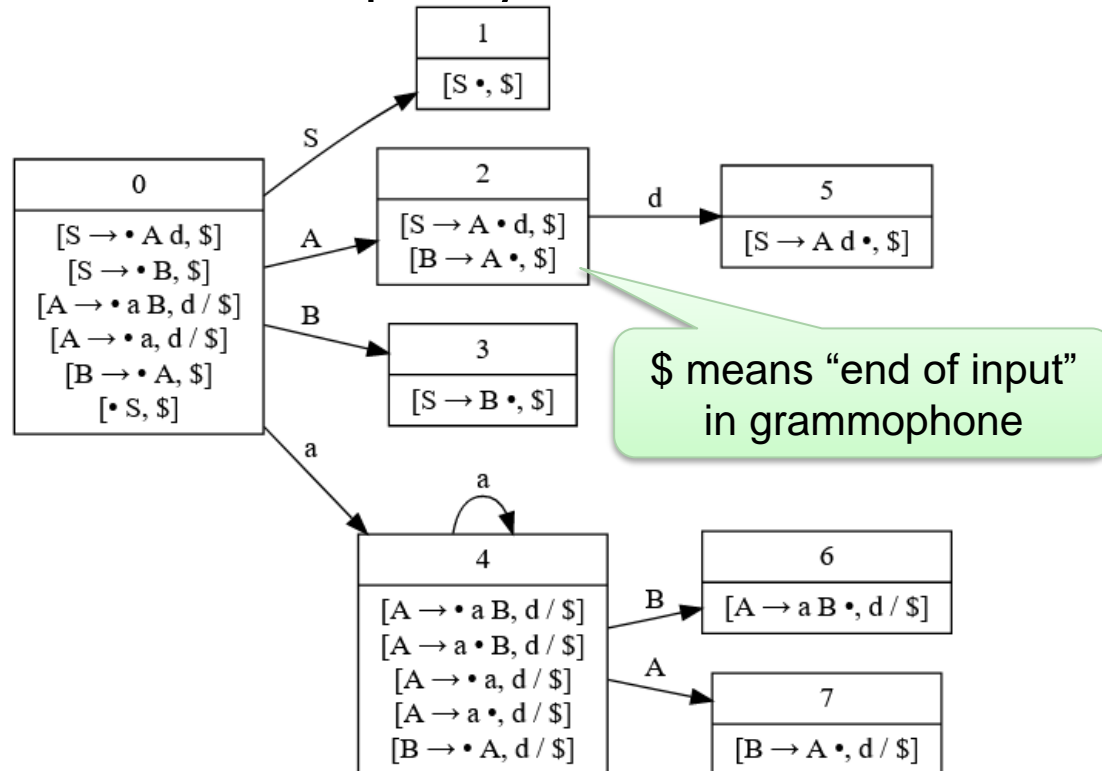 1
[S •, $]
S
0
[S → • A d, $]
[S → • B, $]
[A → • a B, d / $]
[A → • a, d / $]
[B → • A, $]
[• S, $]
A
2
[S → A • d, $]
[B → A •, $]
d
5
[S → A d •, $]
B
3
[S → B •, $]
$ means “end of input”
in grammophone
a
a
4
[A → • a B, d / $]
[A → a • B, d / $]
[A → • a, d / $]
[A → a •, d / $]
[B → • A, d / $]
B
6
[A → a B •, d / $]
A
7
[B → A •, d / $]